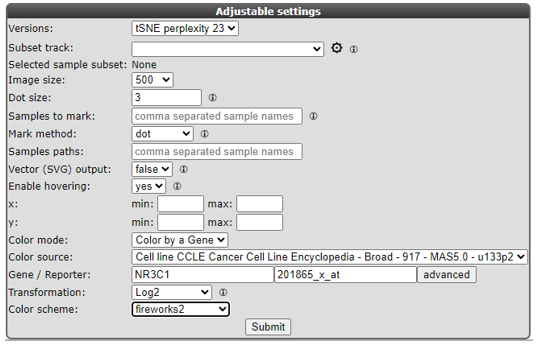 Adjustable settings
Versions: tSNE perplexity 23
Subset track:
Selected sample subset: None
Image size: 500
Dot size: 3
Samples to mark: comma separated sample names
Mark method: dot
Samples paths: comma separated sample names
Vector (SVG) output: false
Enable hovering: yes
x: min: max:
y: min: max:
Color mode: Color by a Gene
Color source: Cell line CCLE Cancer Cell Line Encyclopedia - Broad - 917 - MAS5.0 - u133p2
Gene / Reporter: NR3C1 201865_x_at advanced
Transformation: Log2
Color scheme: fireworks2
Submit